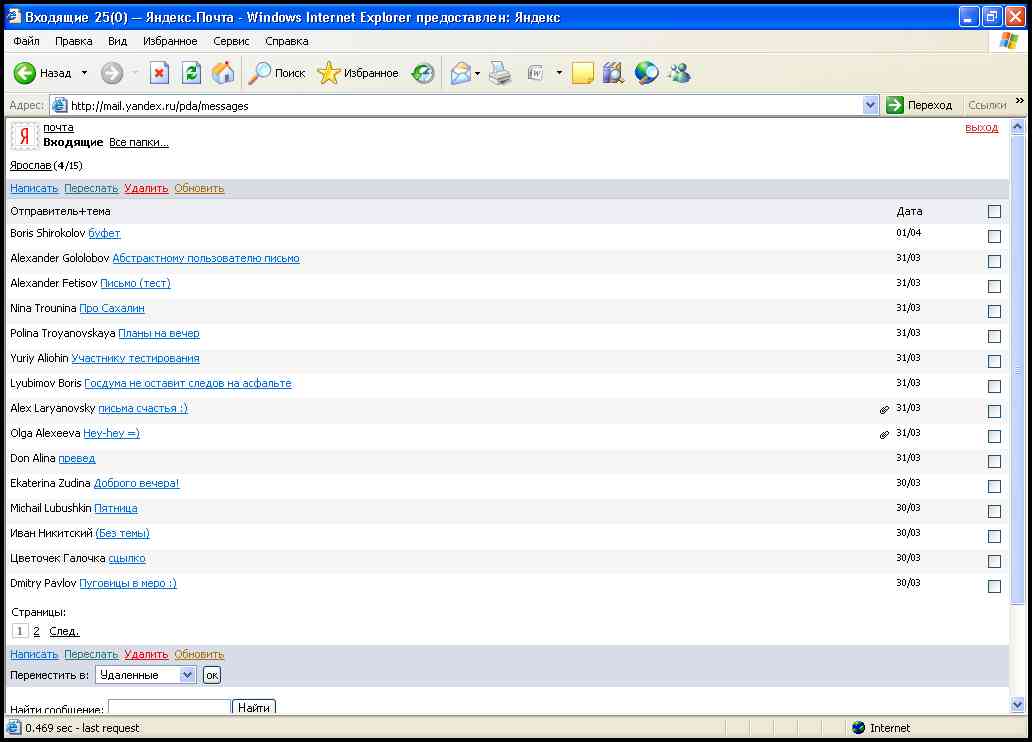 Входящие 25(0) — Яндекс.Почта - Windows Internet Explorer предоставлен: Яндекс
Файл Правка Вид Избранное Сервис Справка
Назад Поиск Избранное
Адрес: http://mail.yandex.ru/pda/messages Переход Ссылки »
Я почта выход
Входящие Все папки...
Ярослав (4/15)
Написать Переслать Удалить Обновить
Отправитель+тема Дата
Boris Shirokolov буфет 01/04
Alexander Gololobov Абстрактному пользователю письмо 31/03
Alexander Fetisov Письмо (тест) 31/03
Nina Trounina Про Сахалин 31/03
Polina Troyanovskaya Планы на вечер 31/03
Yuriy Aliohin Участнику тестирования 31/03
Lyubimov Boris Госдума не оставит следов на асфальте 31/03
Alex Laryanovsky письма счастья :) 31/03
Olga Alexeeva Hey-hey =) 31/03
Don Alina превед 31/03
Ekaterina Zudina Доброго вечера! 30/03
Michail Lubushkin Пятница 30/03
Иван Никитский (Без темы) 30/03
Цветочек Галочка сцылко 30/03
Dmitry Pavlov Пуговицы в меро :) 30/03
Страницы:
1 2 След.
Написать Переслать Удалить Обновить
Переместить в: Удаленные ок
Найти сообщение: Найти
0.469 sec - last request Internet